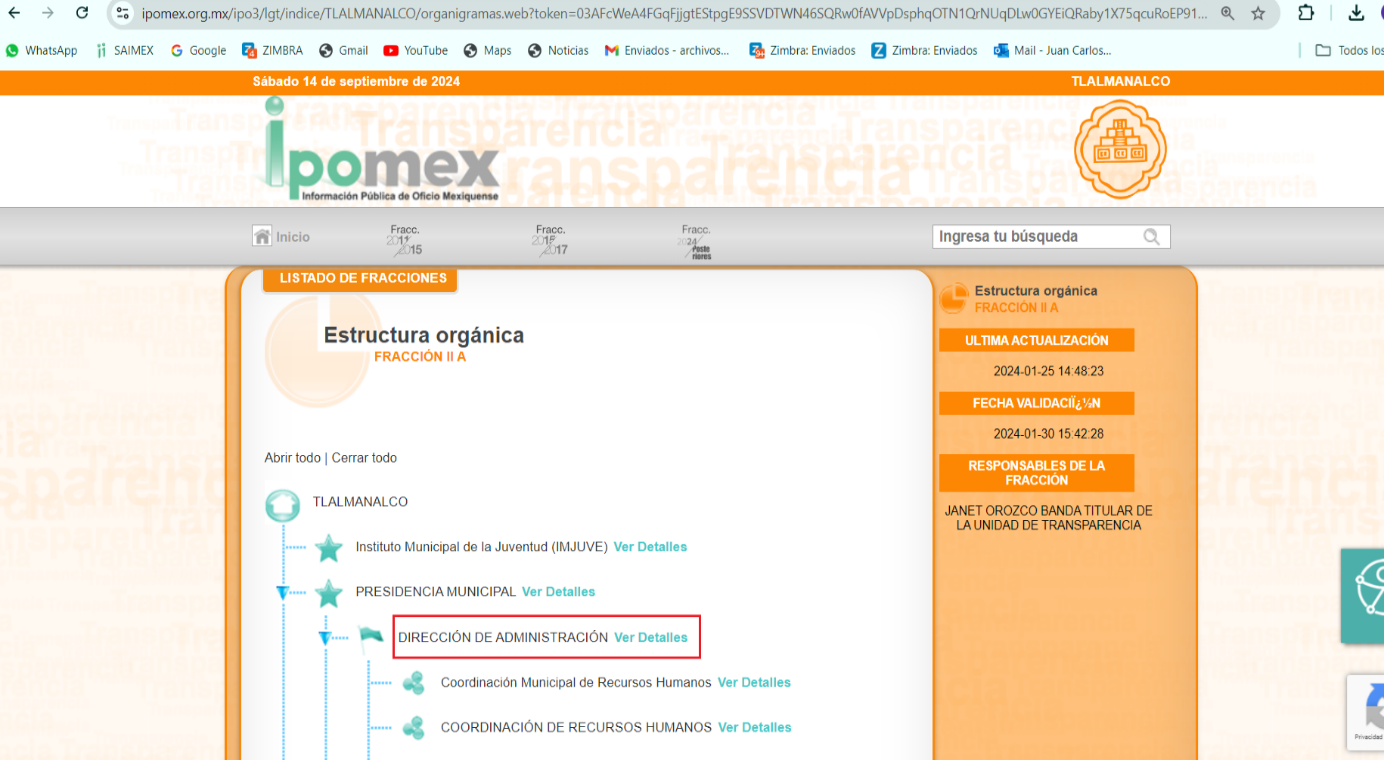 ipomex.org.mx/ipo3/lgt/indice/TLALMANALCO/organigramas.web?token=03AFcWeA4FGqFjjgtEStpgE9SSVDTWN46SQRw0fAVVpDsphqOTN1QrNUqDLw0GYEiQRaby1X75qcuRoEP91...
WhatsApp SAIMEX Google ZIMBRA Gmail YouTube Maps Noticias Enviados - archivos... Zimbra: Enviados Zimbra: Enviados Mail - Juan Carlos... Todos los
Sábado 14 de septiembre de 2024 TLALMANALCO
Transparencia
ipomex
Información Pública de Oficio Mexiquense
Inicio
Fracc.
2015
Fracc.
2017
Fracc.
2024
Poste
riores
Ingresa tu búsqueda
LISTADO DE FRACCIONES
Estructura orgánica
FRACCIÓN II A
Abrir todo | Cerrar todo
TLALMANALCO
Instituto Municipal de la Juventud (IMJUVE) Ver Detalles
PRESIDENCIA MUNICIPAL Ver Detalles
DIRECCIÓN DE ADMINISTRACIÓN Ver Detalles
Coordinación Municipal de Recursos Humanos Ver Detalles
COORDINACIÓN DE RECURSOS HUMANOS Ver Detalles
Estructura orgánica
FRACCIÓN II A
ULTIMA ACTUALIZACIÓN
2024-01-25 14:48:23
FECHA VALIDACIÏ¿½N
2024-01-30 15:42:28
RESPONSABLES DE LA
FRACCIÓN
JANET OROZCO BANDA TITULAR DE
LA UNIDAD DE TRANSPARENCIA
Privacidad